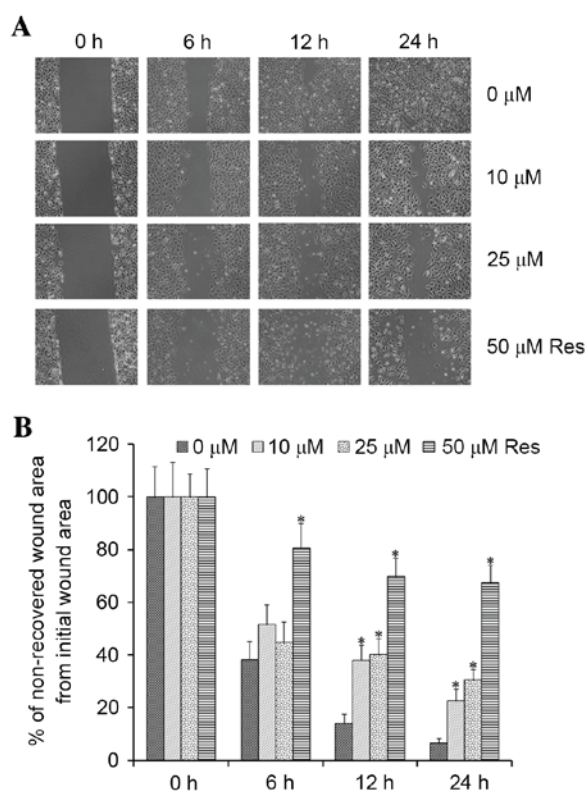 A
0 h 6 h 12 h 24 h
0 μM
10 μM
25 μM
50 μM Res
B
0 μM 10 μM 25 μM 50 μM Res
% of non-recovered wound area
from initial wound area
120
100
80
60
40
20
0
* * * * * * *
0 h 6 h 12 h 24 h